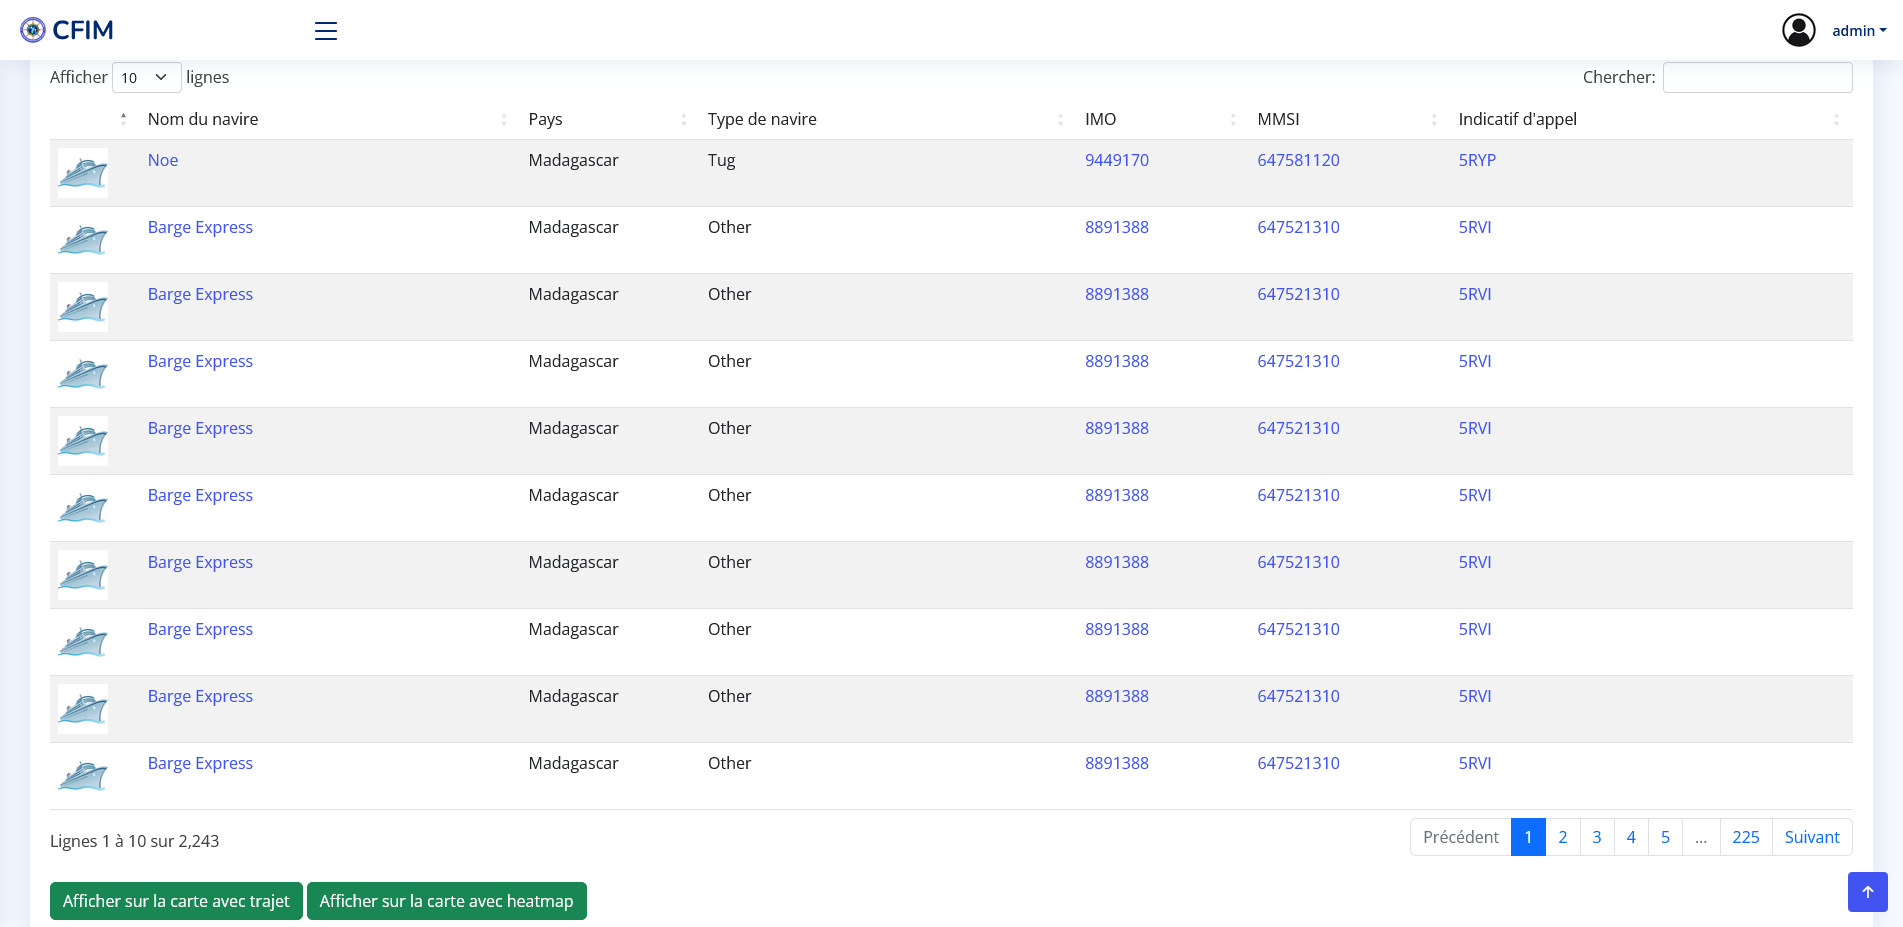 CFIM
admin
Afficher 10 lignes
Chercher:
Nom du navire Pays Type de navire IMO MMSI Indicatif d'appel
Noe Madagascar Tug 9449170 647581120 5RYP
Barge Express Madagascar Other 8891388 647521310 5RVI
Barge Express Madagascar Other 8891388 647521310 5RVI
Barge Express Madagascar Other 8891388 647521310 5RVI
Barge Express Madagascar Other 8891388 647521310 5RVI
Barge Express Madagascar Other 8891388 647521310 5RVI
Barge Express Madagascar Other 8891388 647521310 5RVI
Barge Express Madagascar Other 8891388 647521310 5RVI
Barge Express Madagascar Other 8891388 647521310 5RVI
Barge Express Madagascar Other 8891388 647521310 5RVI
Lignes 1 à 10 sur 2,243
Précédent 1 2 3 4 5 … 225 Suivant
Afficher sur la carte avec trajet Afficher sur la carte avec heatmap